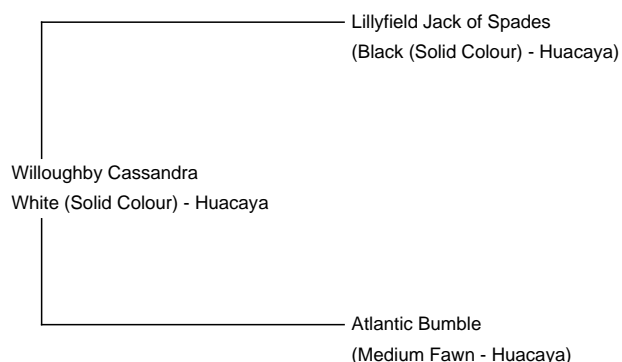 Lillyfield Jack of Spades
(Black (Solid Colour) - Huacaya)
Willoughby Cassandra
White (Solid Colour) - Huacaya
Atlantic Bumble
(Medium Fawn - Huacaya)